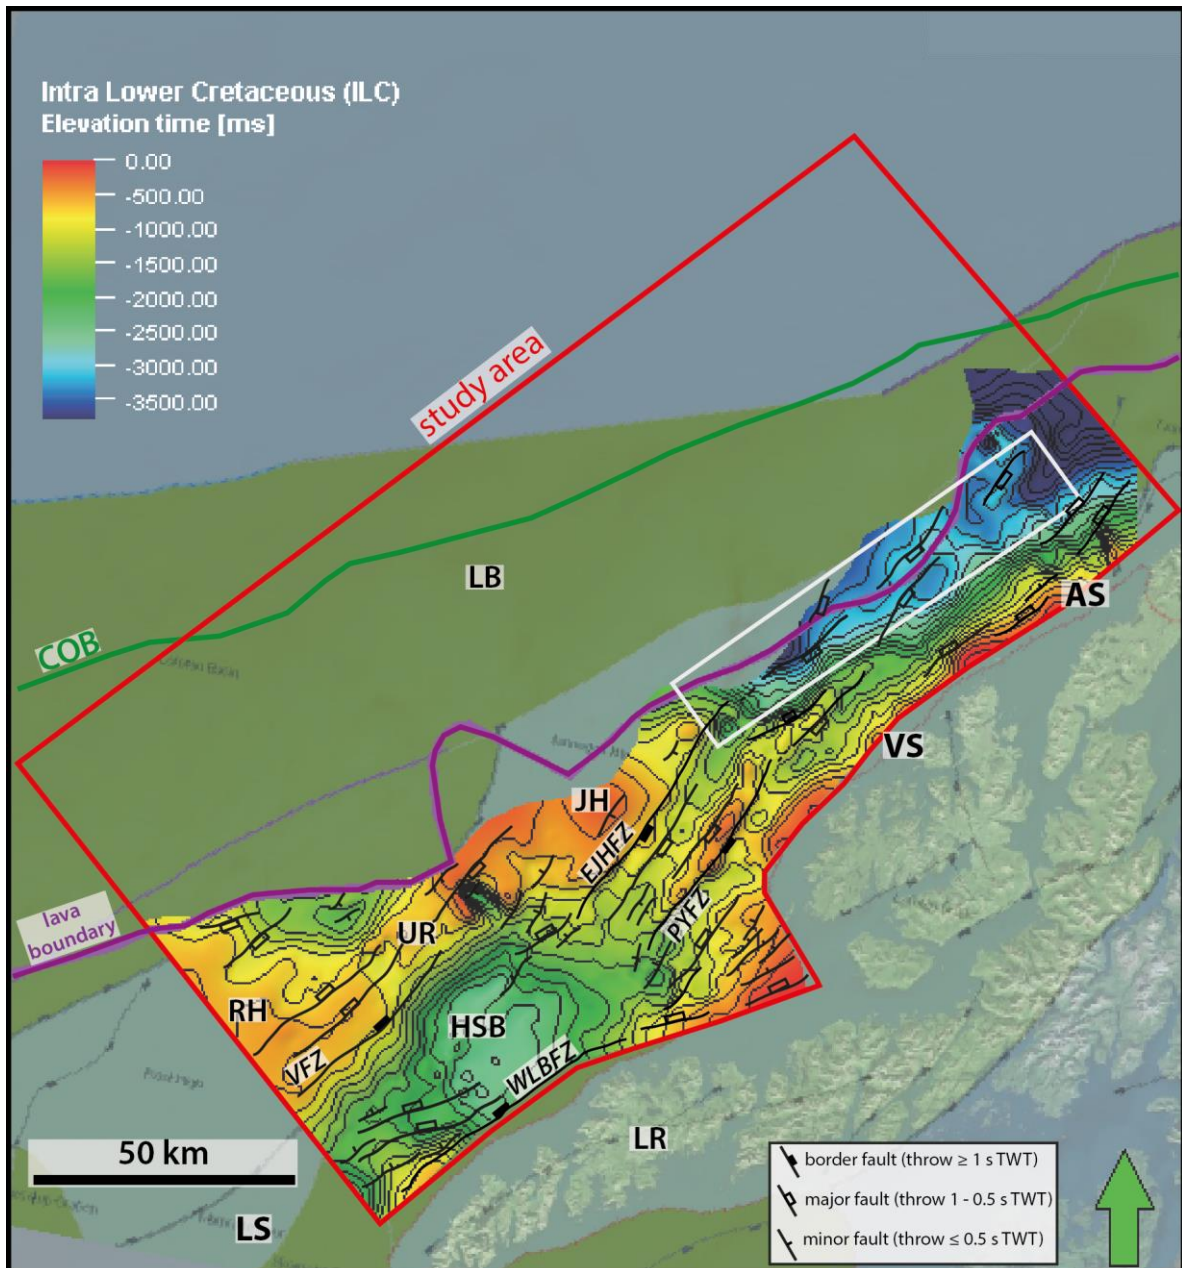 Intra Lower Cretaceous (ILC)
Elevation time [ms]
0.00
-500.00
-1000.00
-1500.00
-2000.00
-2500.00
-3000.00
-3500.00
study area
LB
COB
AS
VS
JH
EJHFZ
lava
boundary
UR
PYFZ
RH
HSB
VFZ
WLBFZ
50 km
LR
LS
border fault (throw ≥ 1 s TWT)
major fault (throw 1 - 0.5 s TWT)
minor fault (throw ≤ 0.5 s TWT)